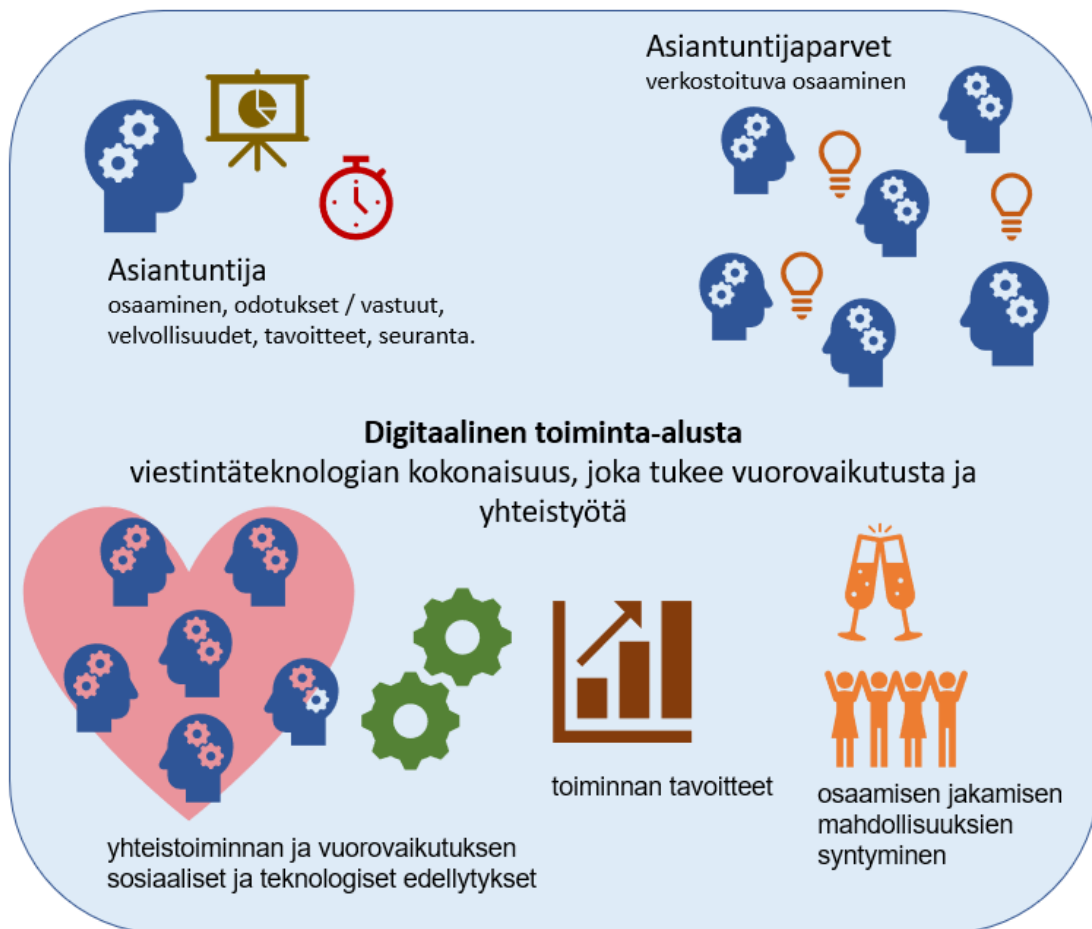 Asiantuntijaparvet
verkostoituva osaaminen
Asiantuntija
osaaminen, odotukset / vastuut,
velvollisuudet, tavoitteet, seuranta.
Digitaalinen toiminta-alusta
viestintäteknologian kokonaisuus, joka tukee vuorovaikutusta ja
yhteistyötä
yhteistoiminnan ja vuorovaikutuksen
sosiaaliset ja teknologiset edellytykset
toiminnan tavoitteet
osaamisen jakamisen
mahdollisuuksien
syntyminen